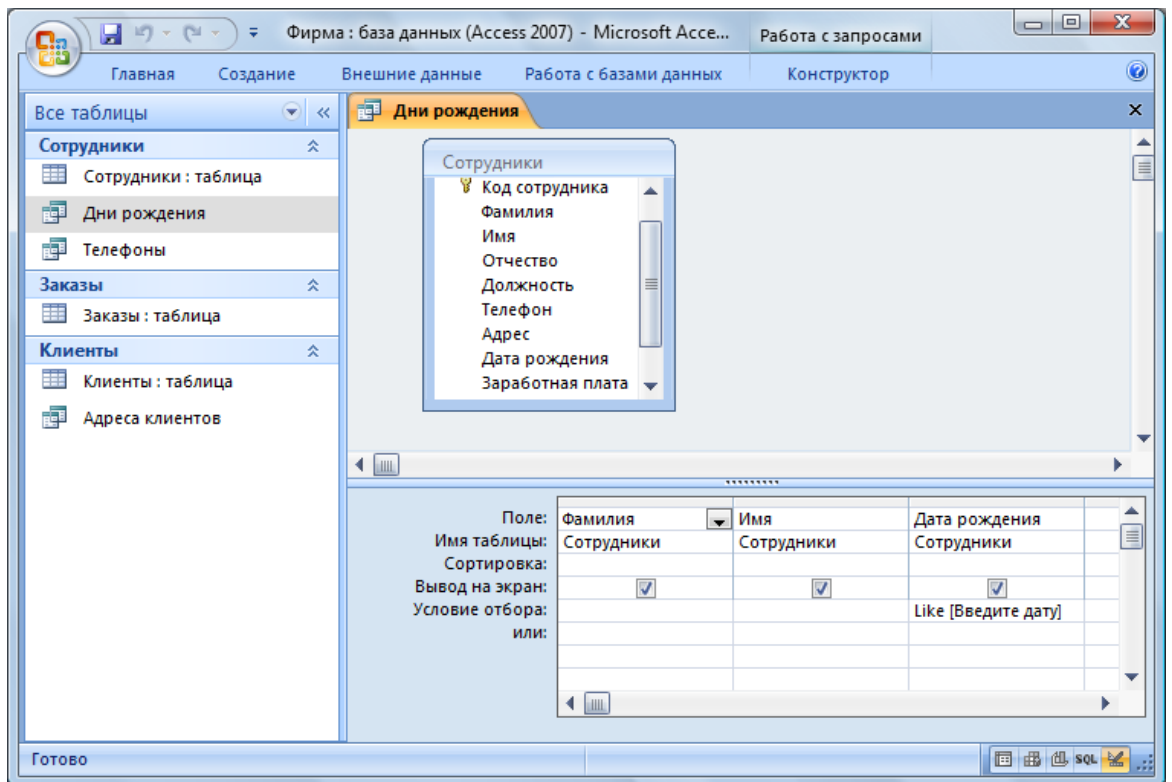 Фирма : база данных (Access 2007) - Microsoft Acce...
Работа с запросами
Главная Создание Внешние данные Работа с базами данных Конструктор
Все таблицы
Сотрудники
Сотрудники : таблица
Дни рождения
Телефоны
Заказы
Заказы : таблица
Клиенты
Клиенты : таблица
Адреса клиентов
Дни рождения
Сотрудники
Код сотрудника
Фамилия
Имя
Отчество
Должность
Телефон
Адрес
Дата рождения
Заработная плата
Поле: Фамилия Имя Дата рождения
Имя таблицы: Сотрудники Сотрудники Сотрудники
Сортировка:
Вывод на экран:
Условие отбора: Like [Введите дату]
или:
Готово
SQL